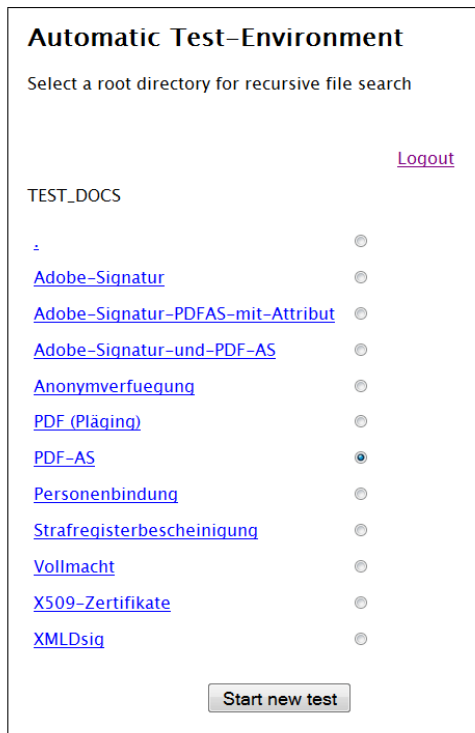 Automatic Test-Environment
Select a root directory for recursive file search
Logout
TEST_DOCS
.
Adobe-Signatur
Adobe-Signatur-PDFAS-mit-Attribut
Adobe-Signatur-und-PDF-AS
Anonymverfuegung
PDF (Pläging)
PDF-AS
Personenbindung
Strafregisterbescheinigung
Vollmacht
X509-Zertifikate
XMLDsig
Start new test